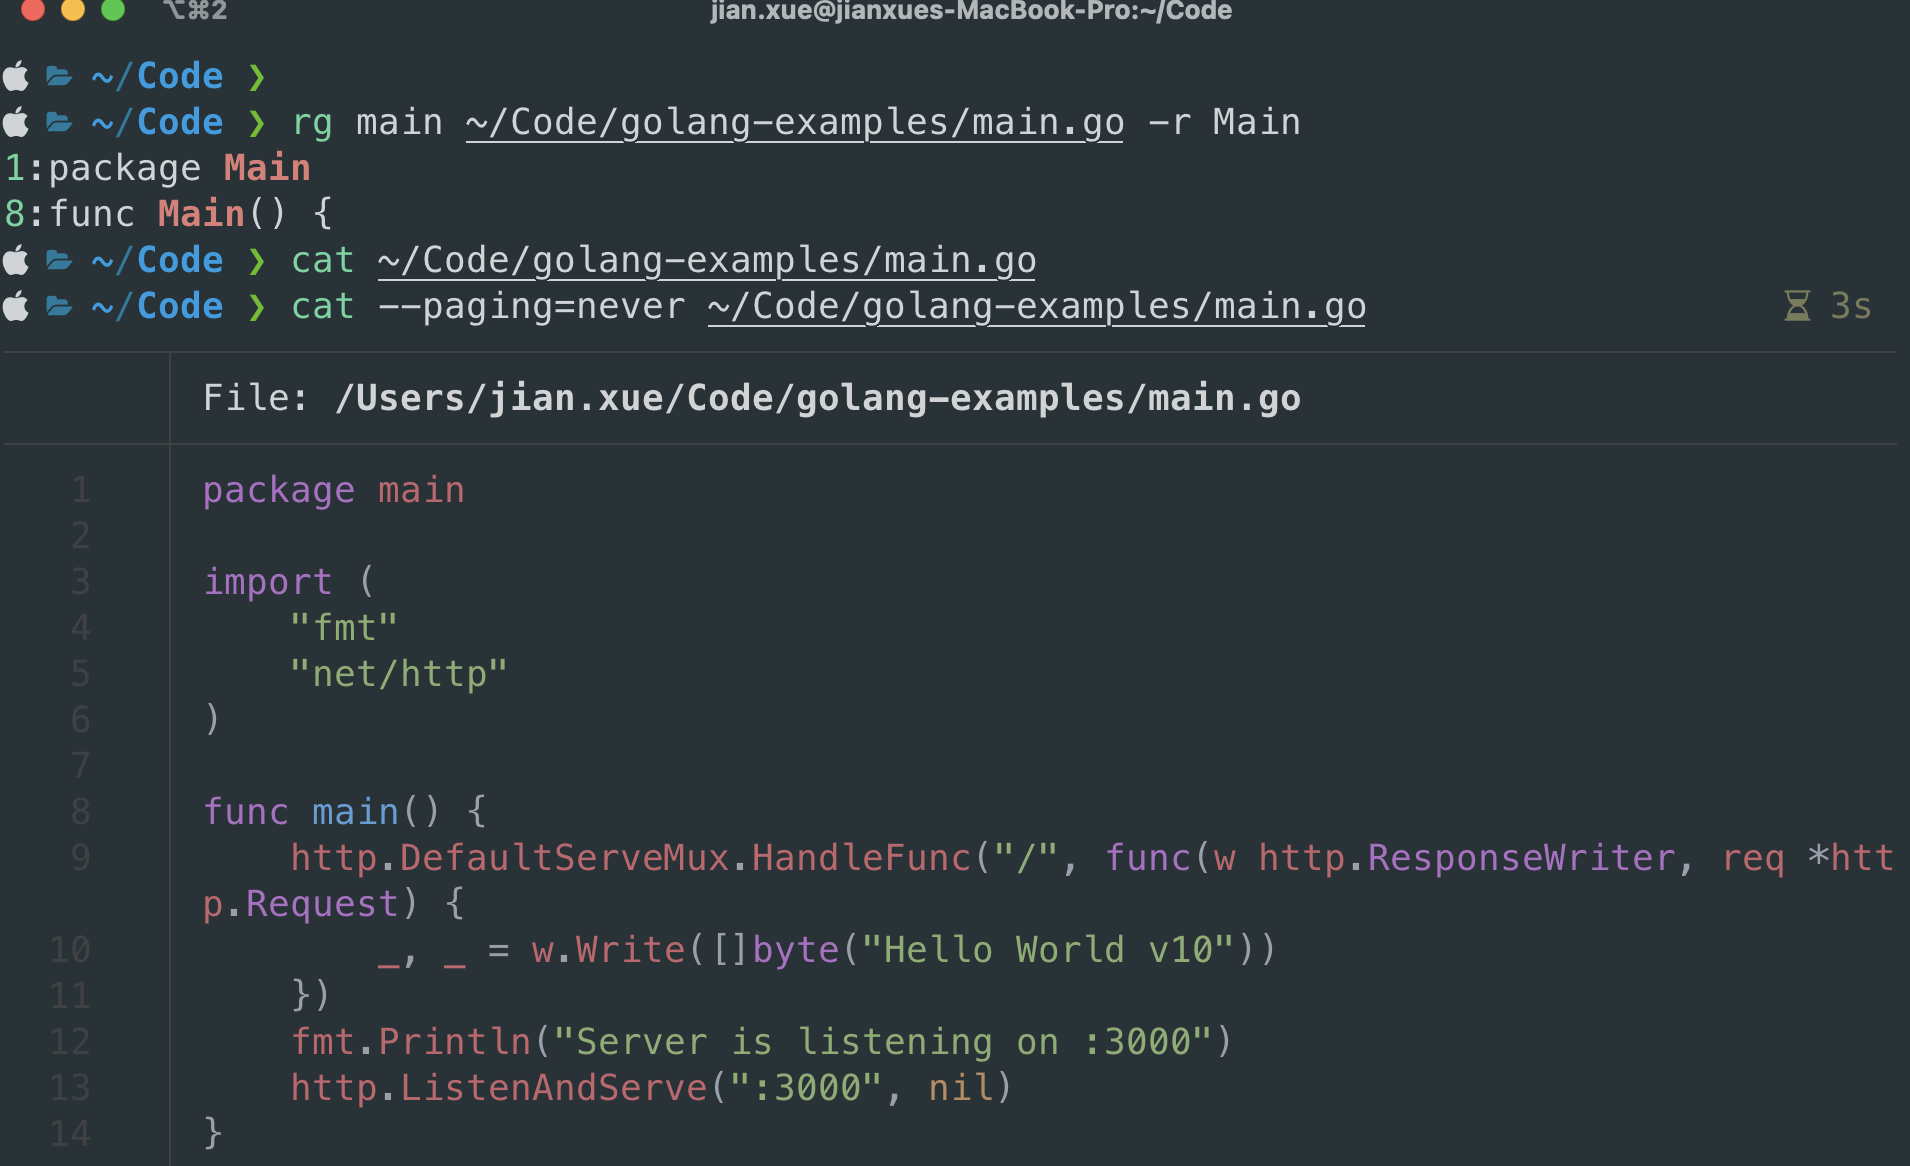 ⌥⌘2 jian.xue@jianxues-MacBook-Pro:~/Code
~/Code ❯
~/Code ❯ rg main ~/Code/golang-examples/main.go -r Main
1:package Main
8:func Main() {
~/Code ❯ cat ~/Code/golang-examples/main.go
~/Code ❯ cat --paging=never ~/Code/golang-examples/main.go 3s
File: /Users/jian.xue/Code/golang-examples/main.go
1 package main
2
3 import (
4     "fmt"
5     "net/http"
6 )
7
8 func main() {
9     http.DefaultServeMux.HandleFunc("/", func(w http.ResponseWriter, req *htt
p.Request) {
10         _, _ = w.Write([]byte("Hello World v10"))
11     })
12     fmt.Println("Server is listening on :3000")
13     http.ListenAndServe(":3000", nil)
14 }